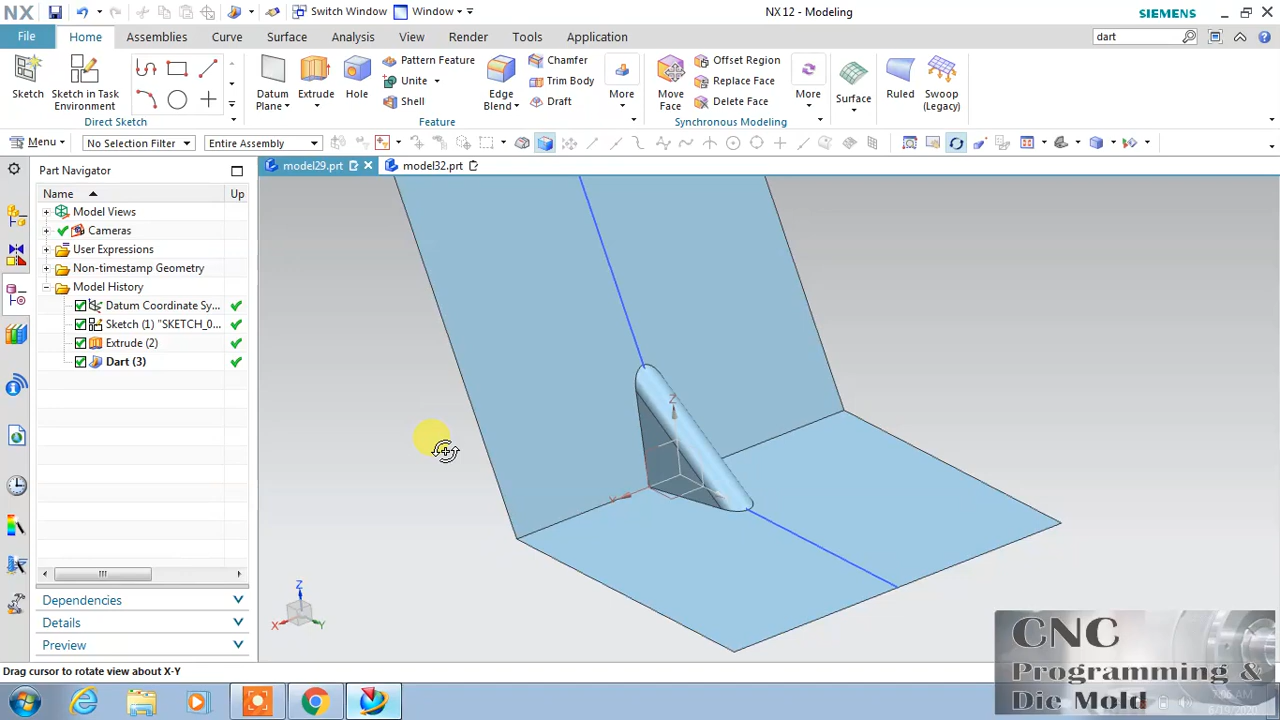 NX
Switch Window
Window
NX 12 - Modeling
SIEMENS
File
Home
Assemblies
Curve
Surface
Analysis
View
Render
Tools
Application
dart
Sketch
Sketch in Task Environment
Direct Sketch
Datum Plane
Extrude
Hole
Pattern Feature
Unite
Shell
Edge Blend
Chamfer
Trim Body
Draft
More
Feature
Move Face
Offset Region
Replace Face
Delete Face
More
Synchronous Modeling
Surface
Ruled
Swoop (Legacy)
Menu
No Selection Filter
Entire Assembly
Part Navigator
model29.prt
model32.prt
Name
Up
Model Views
Cameras
User Expressions
Non-timestamp Geometry
Model History
Datum Coordinate Sy...
Sketch (1) "SKETCH_0...
Extrude (2)
Dart (3)
Dependencies
Details
Preview
Z
Z
X
Y
Drag cursor to rotate view about X-Y
CNC
Programming &
Die Mold